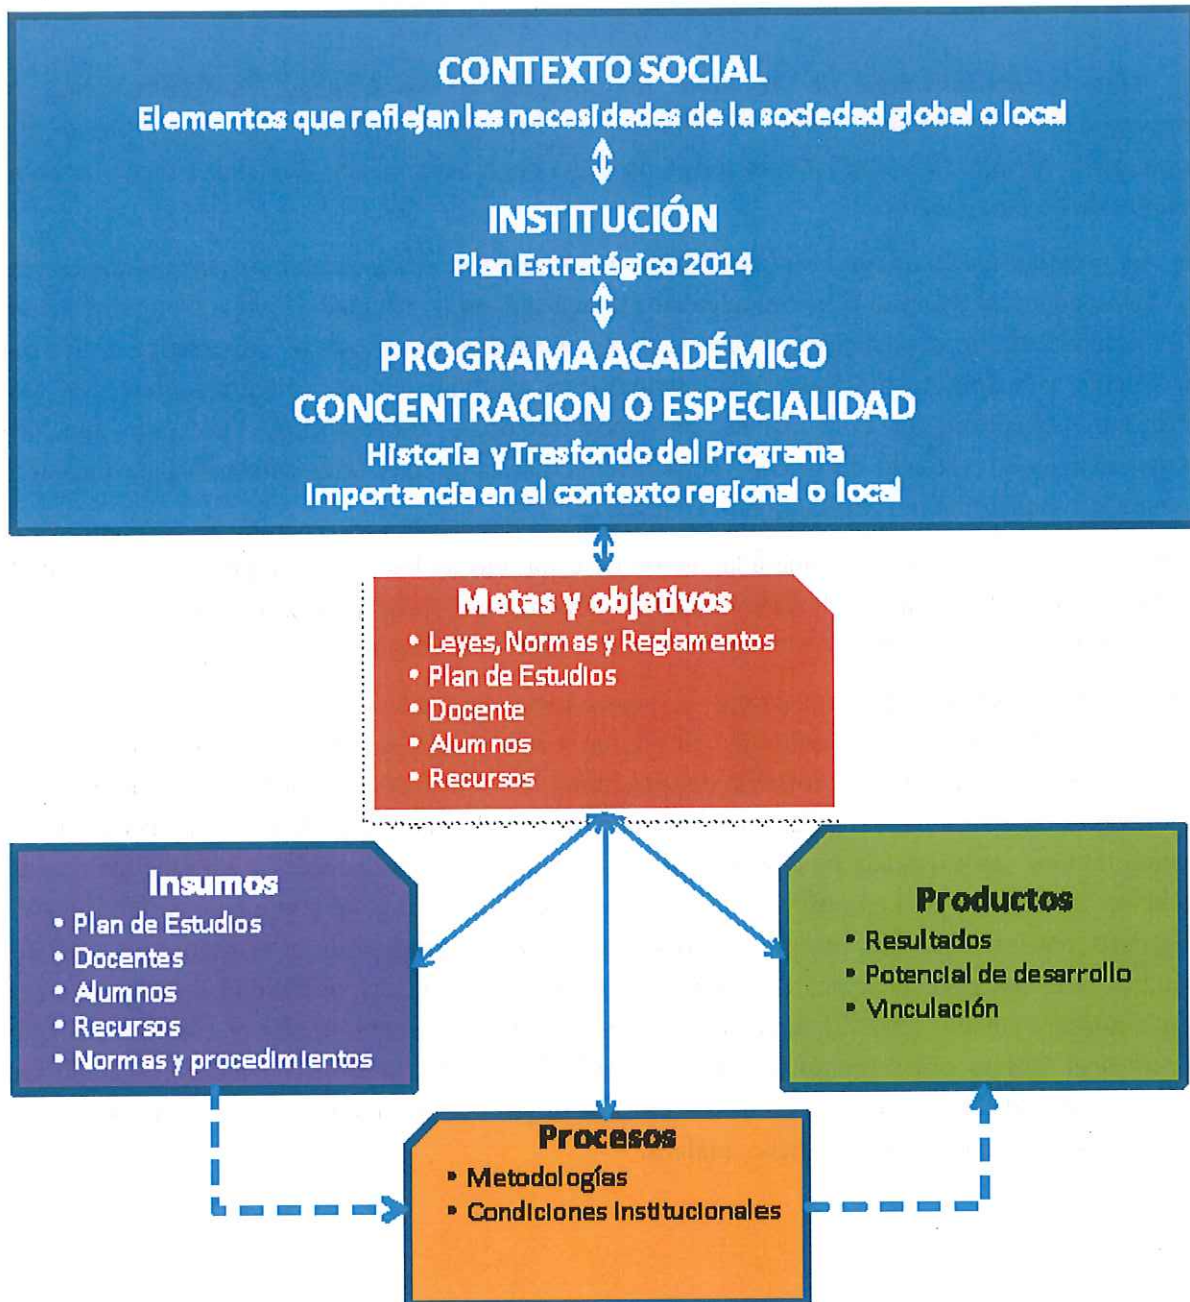 CONTEXTO SOCIAL
Elementos que reflejan las necesidades de la sociedad global o local
INSTITUCIÓN
Plan Estratégico 2014
PROGRAMA ACADÉMICO
CONCENTRACION O ESPECIALIDAD
Historia y Trasfondo del Programa
Importancia en el contexto regional o local
Metas y objetivos
• Leyes, Normas y Reglamentos
• Plan de Estudios
• Docente
• Alumnos
• Recursos
Insumos
• Plan de Estudios
• Docentes
• Alumnos
• Recursos
• Normas y procedimientos
Productos
• Resultados
• Potencial de desarrollo
• Vinculación
Procesos
• Metodologías
• Condiciones Institucionales